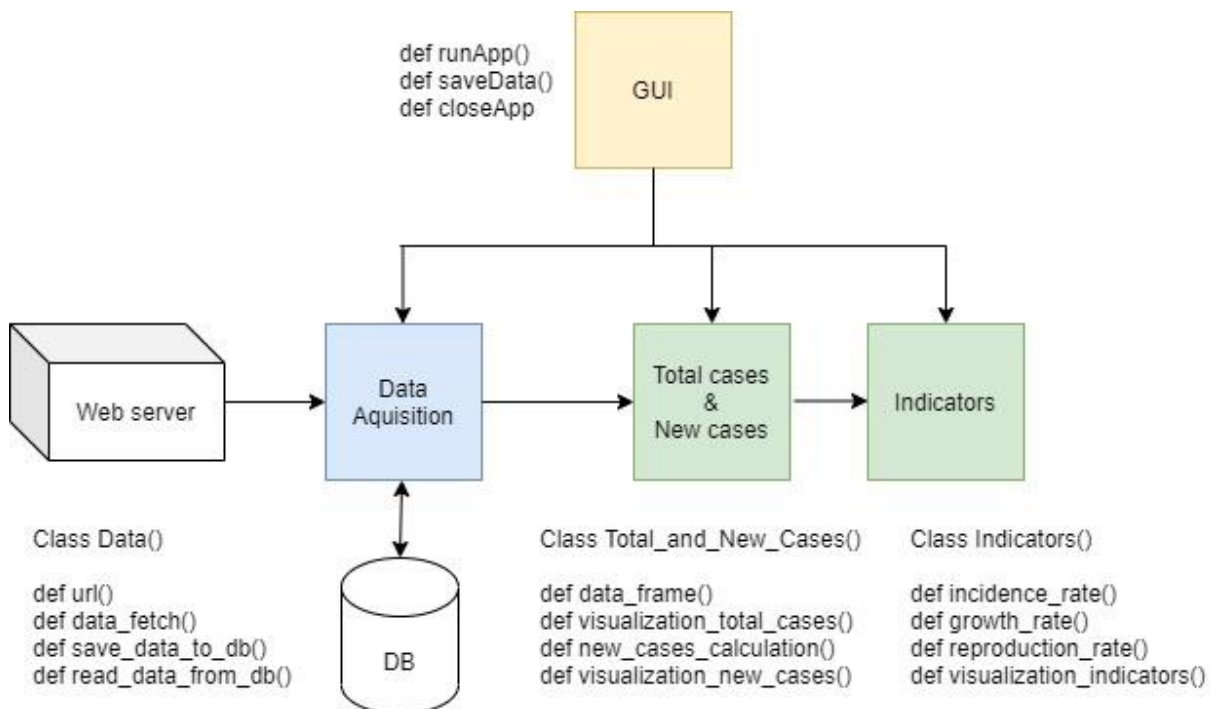 def runApp()
def saveData()
def closeApp
GUI
Web server
Data
Aquisition
Total cases
&
New cases
Indicators
DB
Class Data()
def url()
def data_fetch()
def save_data_to_db()
def read_data_from_db()
Class Total_and_New_Cases()
def data_frame()
def visualization_total_cases()
def new_cases_calculation()
def visualization_new_cases()
Class Indicators()
def incidence_rate()
def growth_rate()
def reproduction_rate()
def visualization_indicators()